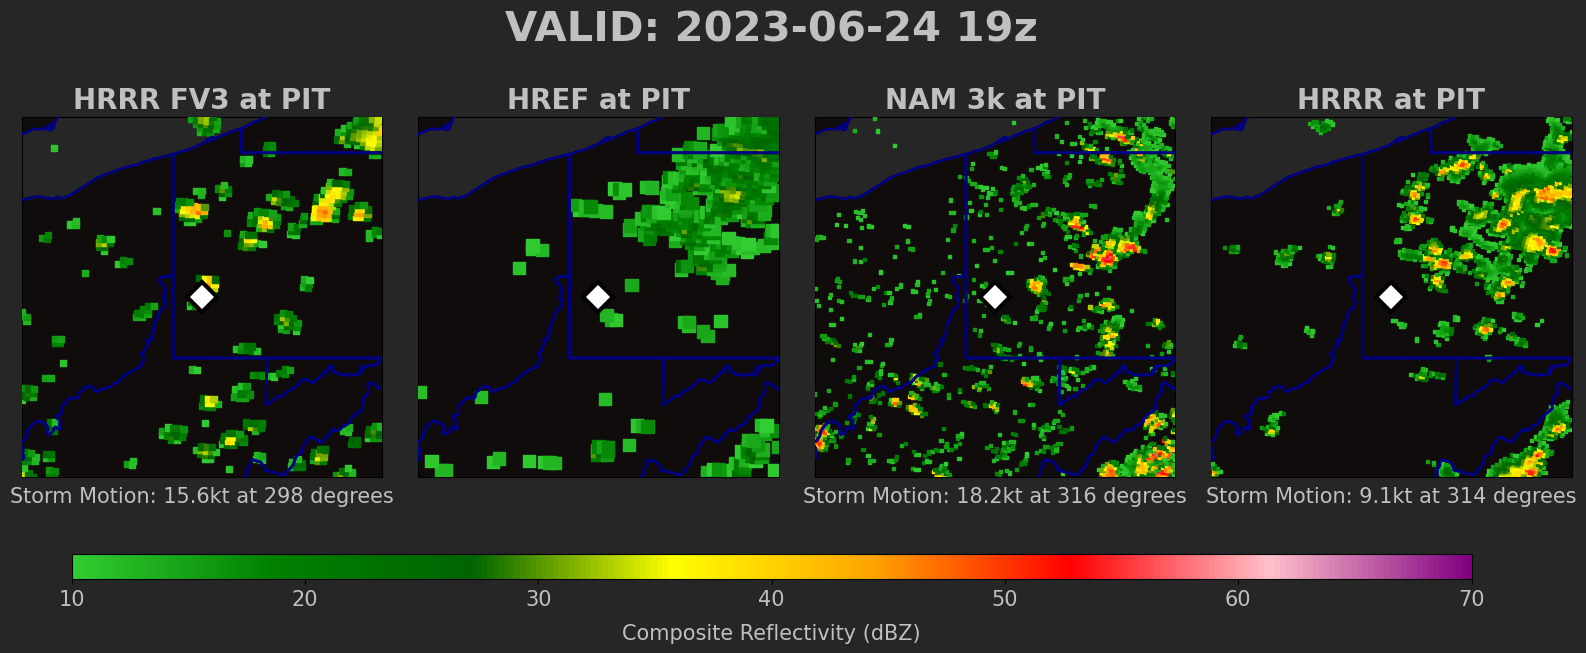 VALID: 2023-06-24 19z
HRRR FV3 at PIT
HREF at PIT
NAM 3k at PIT
HRRR at PIT
Storm Motion: 15.6kt at 298 degrees
Storm Motion: 18.2kt at 316 degrees
Storm Motion: 9.1kt at 314 degrees
10 20 30 40 50 60 70
Composite Reflectivity (dBZ)